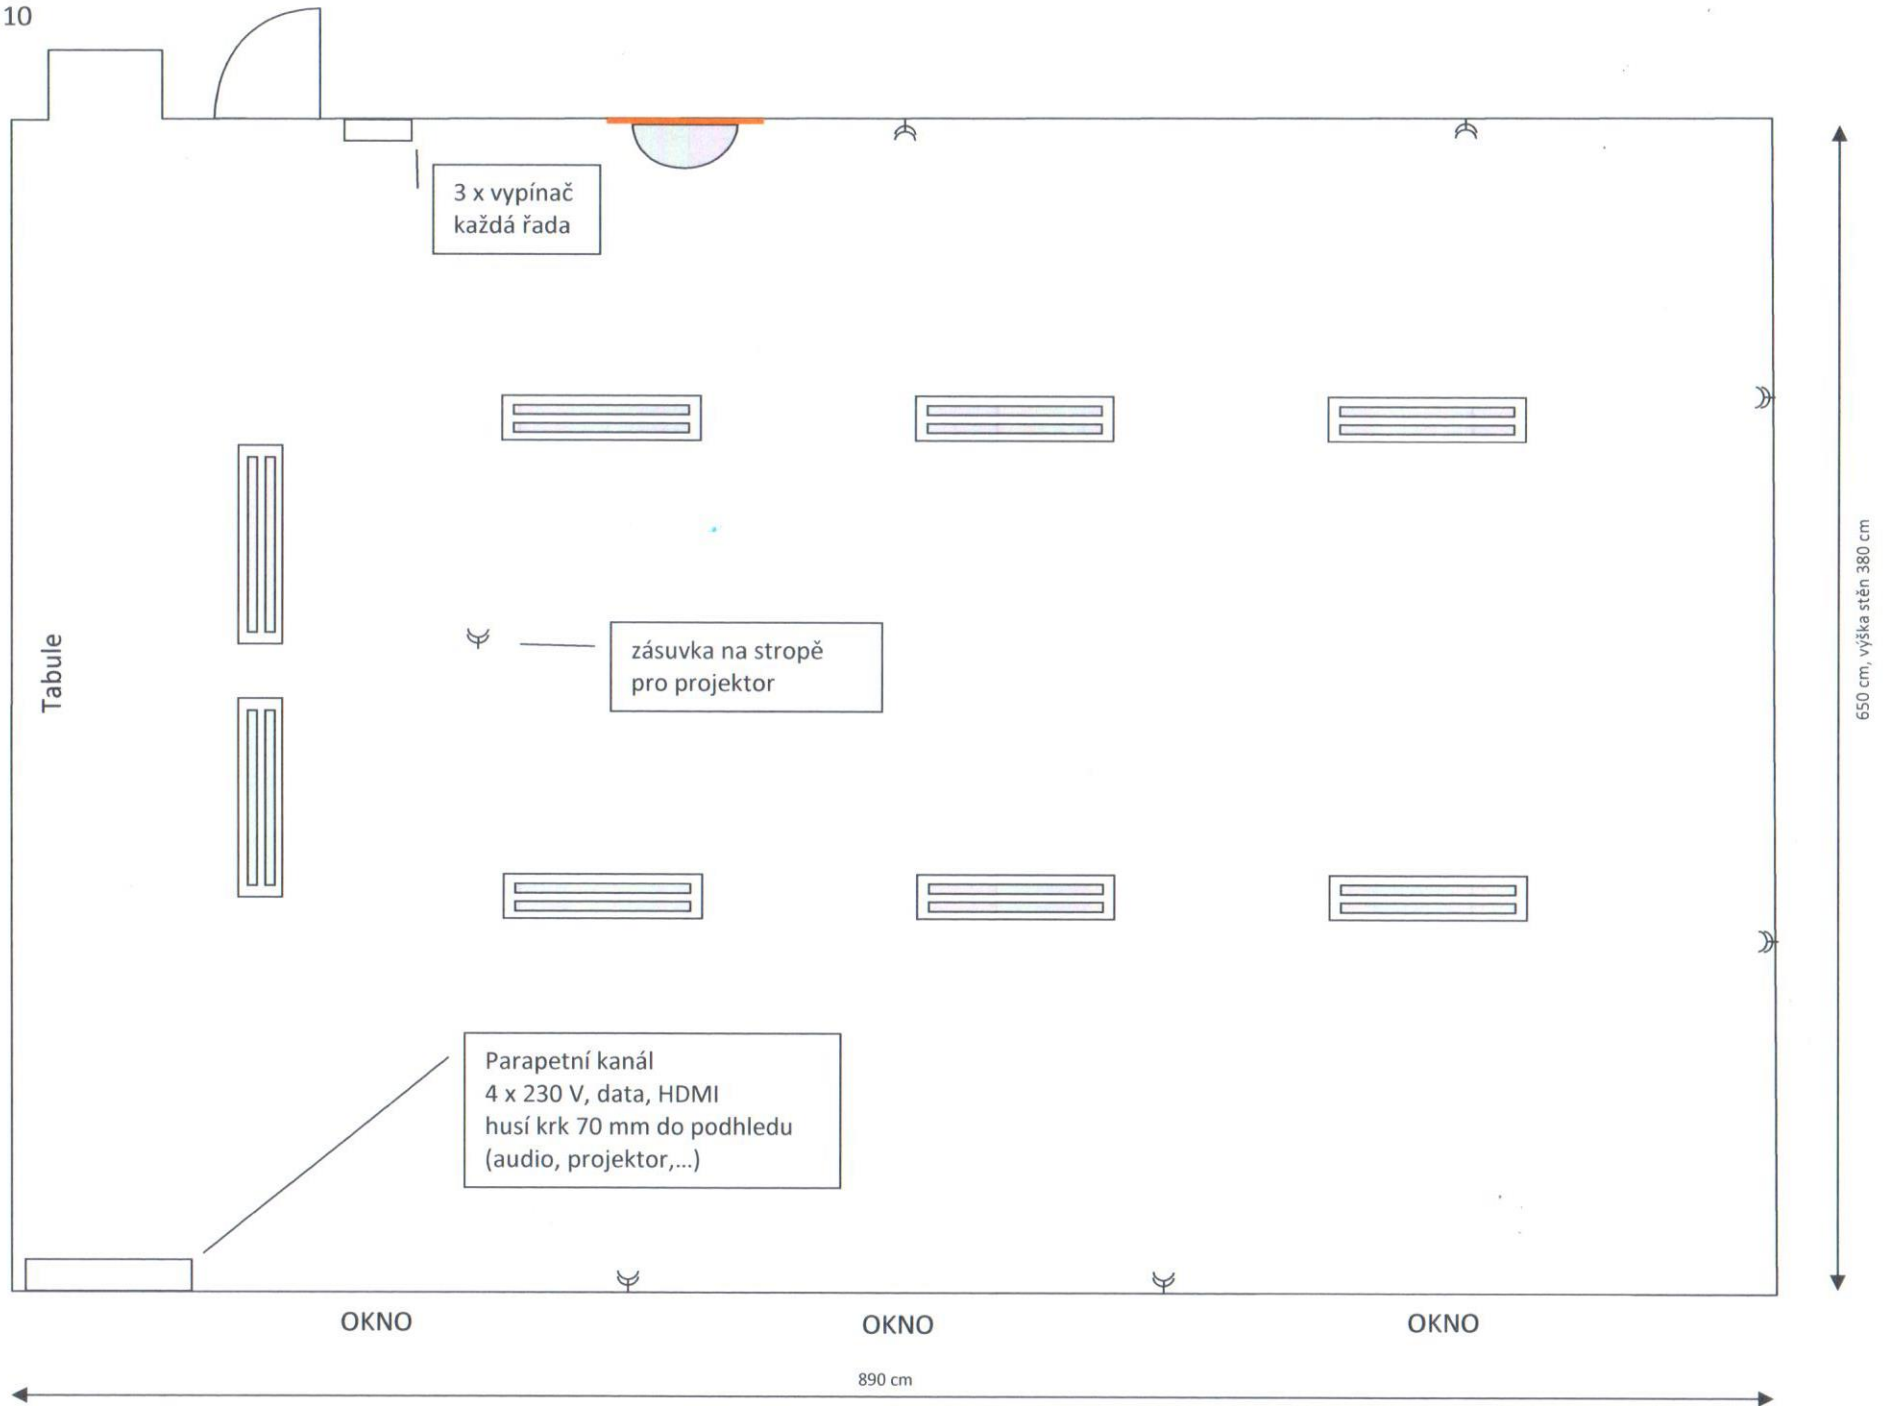 10
3 x vypínač
každá řada
zásuvka na stropě
pro projektor
Tabule
650 cm, výška stěn 380 cm
Parapetní kanál
4 x 230 V, data, HDMI
husí krk 70 mm do podhledu
(audio, projektor,...)
OKNO
OKNO
OKNO
890 cm